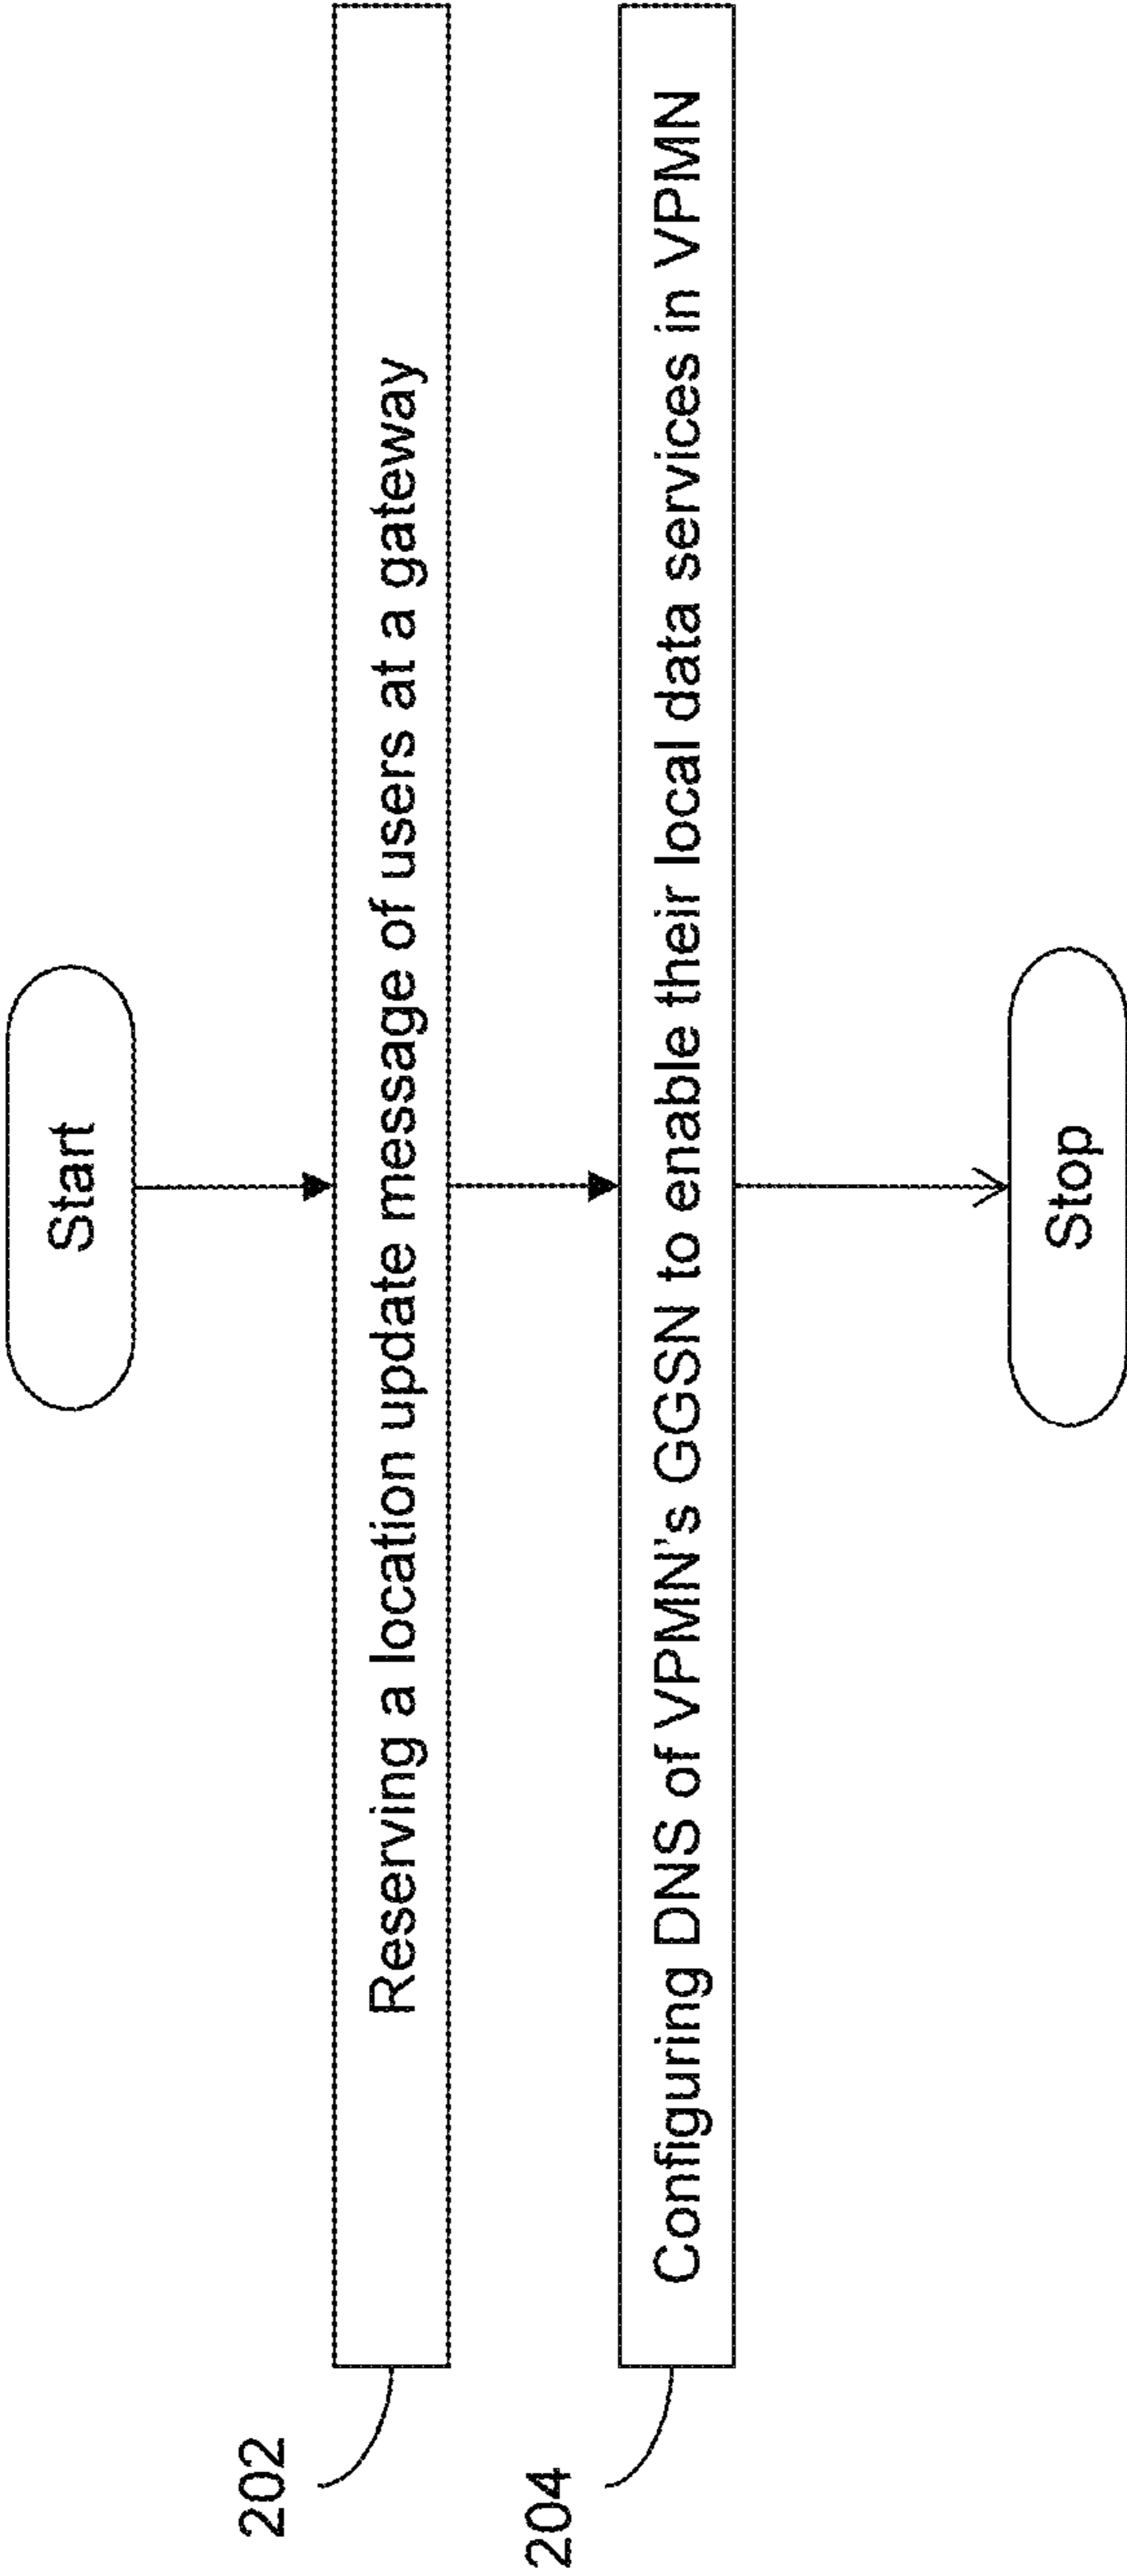 Start
202
Reserving a location update message of users at a gateway
204
Configuring DNS of VPMN's GGSN to enable their local data services in VPMN
Stop